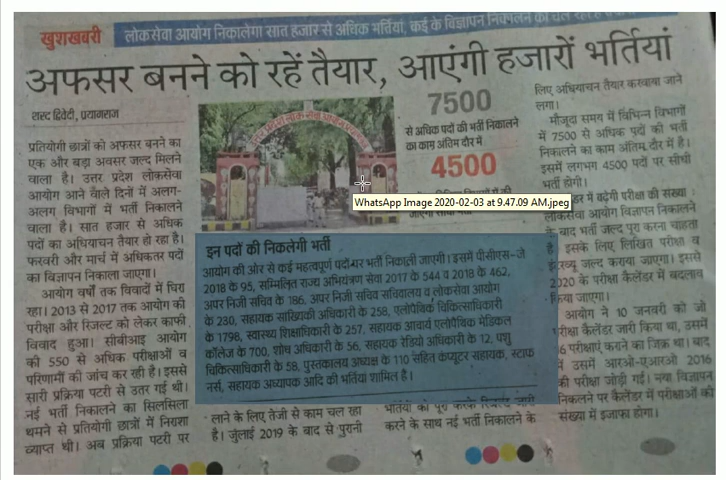 खुशखबरी
लोकसेवा आयोग निकालेगा सात हजार से अधिक भर्तियां, कई के विज्ञापन निकालने को चल रहा
अफसर बनने को रहें तैयार, आएंगी हजारों भर्तियां
शरद द्विवेदी, प्रयागराज
प्रतियोगी छात्रों को अफसर बनने का
एक और बड़ा अवसर जल्द मिलने
वाला है। उत्तर प्रदेश लोकसेवा
आयोग आने वाले दिनों में अलग-
अलग विभागों में भर्ती निकालने
वाला है। सात हजार से अधिक
पदों का अधियाचन तैयार हो रहा है।
फरवरी और मार्च में अधिकतर पदों
का विज्ञापन निकाला जाएगा।
आयोग वर्षों तक विवादों में घिरा
रहा। 2013 से 2017 तक आयोग की
परीक्षा और रिजल्ट को लेकर काफी
विवाद हुआ। सीबीआइ आयोग
की 550 से अधिक परीक्षाओं व
परिणामों की जांच कर रही है। इससे
सारी प्रक्रिया पटरी से उतर गई थी।
नई भर्ती निकालने का सिलसिला
थमने से प्रतियोगी छात्रों में निराशा
व्याप्त थी। अब प्रक्रिया पटरी पर
7500
से अधिक पदों की भर्ती निकालने
का काम अंतिम दौर में
4500
WhatsApp Image 2020-02-03 at 9.47.09 AM.jpeg
इन पदों की निकलेगी भर्ती
आयोग की ओर से कई महत्वपूर्ण पदों पर भर्ती निकाली जाएगी। इसमें पीसीएस-जे
2018 के 95, सम्मिलित राज्य अभियंत्रण सेवा 2017 के 544 व 2018 के 462,
अपर निजी सचिव के 186, अपर निजी सचिव सचिवालय व लोकसेवा आयोग
के 230, सहायक सांख्यिकी अधिकारी के 258, एलोपैथिक चिकित्साधिकारी
के 1798, स्वास्थ्य शिक्षाधिकारी के 257, सहायक आचार्य एलोपैथिक मेडिकल
कॉलेज के 700, शोध अधिकारी के 56, सहायक रेडियो अधिकारी के 12, पशु
चिकित्साधिकारी के 58, पुस्तकालय अध्यक्ष के 110 सहित कंप्यूटर सहायक, स्टाफ
नर्स, सहायक अध्यापक आदि की भर्तियां शामिल है।
लाने के लिए तेजी से काम चल रहा
है। जुलाई 2019 के बाद से पुरानी
भर्तियों को पूरा करके रिजल्ट जारी
करने के साथ नई भर्ती निकालने के
लिए अधियाचन तैयार करवाया जाने
लगा।
मौजूदा समय में विभिन्न विभागों
में 7500 से अधिक पदों की भर्ती
निकालने का काम अंतिम दौर में है।
इसमें लगभग 4500 पदों पर सीधी
भर्ती होगी।
में बढ़ेगी परीक्षा की संख्या :
लोकसेवा आयोग विज्ञापन निकालने
के बाद भर्ती जल्द पूरा करना चाहता
इसके लिए लिखित परीक्षा व
जल्द कराया जाएगा। इससे
2020 के परीक्षा कैलेंडर में बदलाव
किया जाएगा।
आयोग ने 10 जनवरी को जो
परीक्षा कैलेंडर जारी किया था, उसमें
परीक्षाएं कराने का जिक्र था। बाद
में उसमें आरओ-एआरओ 2016
की परीक्षा जोड़ी गई। नया विज्ञापन
निकलने पर कैलेंडर में परीक्षाओं की
संख्या में इजाफा होगा।